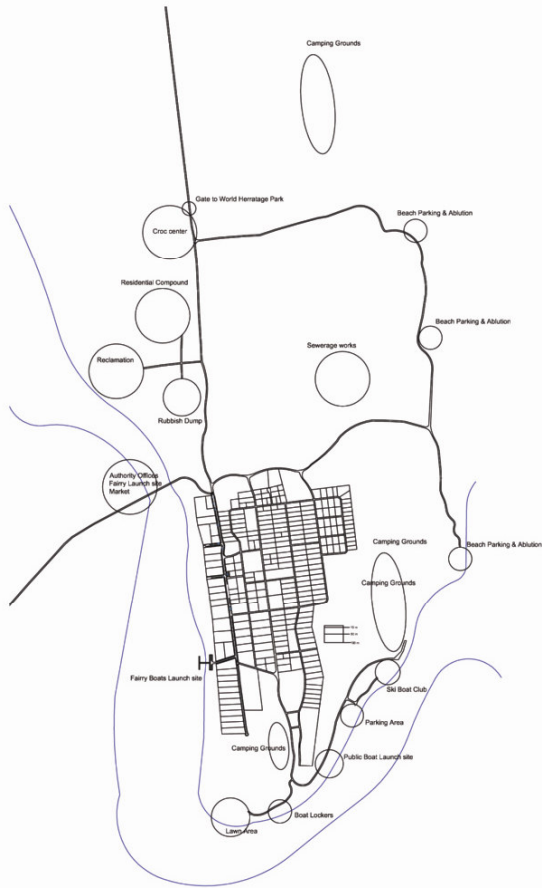 Camping Grounds
Gate to World Herratage Park
Beach Parking & Ablution
Croc center
Residential Compound
Beach Parking & Ablution
Sewerage works
Reclamation
Rubbish Dump
Authority Offices
Fairry Launch site
Market
Camping Grounds
Beach Parking & Ablution
Camping Grounds
Fairy Boats Launch site
Ski Boat Club
Parking Area
Camping Grounds
Public Boat Launch site
Boat Lockers
Lawn Area